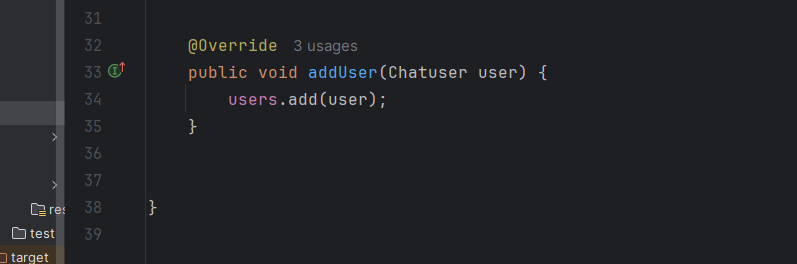 31
32 @Override 3 usages
33 public void addUser(Chatuser user) {
34 users.add(user);
35 }
36
37
38 }
39
res
test
target